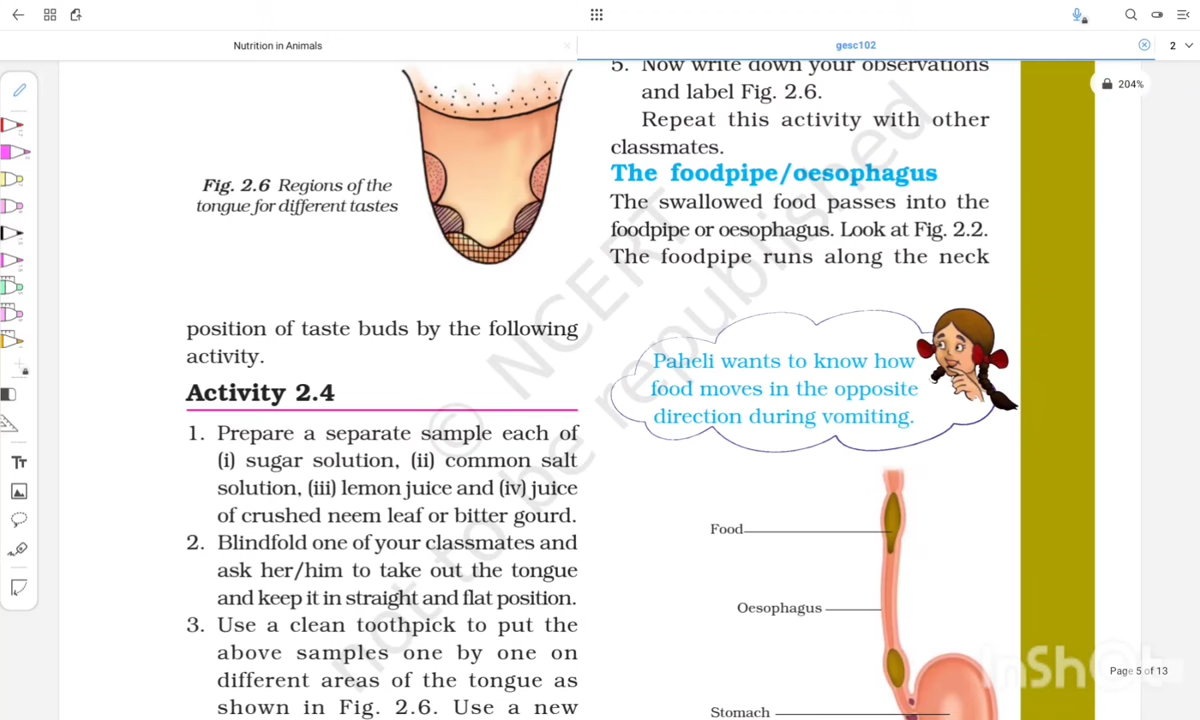 Nutrition in Animals
gesc102
2
204%
Fig. 2.6 Regions of the
tongue for different tastes
position of taste buds by the following
activity.
Activity 2.4
1. Prepare a separate sample each of
(i) sugar solution, (ii) common salt
solution, (iii) lemon juice and (iv) juice
of crushed neem leaf or bitter gourd.
2. Blindfold one of your classmates and
ask her/him to take out the tongue
and keep it in straight and flat position.
3. Use a clean toothpick to put the
above samples one by one on
different areas of the tongue as
shown in Fig. 2.6. Use a new
5. Now write down your observations
and label Fig. 2.6.
Repeat this activity with other
classmates.
The foodpipe/oesophagus
The swallowed food passes into the
foodpipe or oesophagus. Look at Fig. 2.2.
The foodpipe runs along the neck
Paheli wants to know how
food moves in the opposite
direction during vomiting.
Food
Oesophagus
Stomach
© NCERT
not to be republished
Tт
InShOt
Page 5 of 13